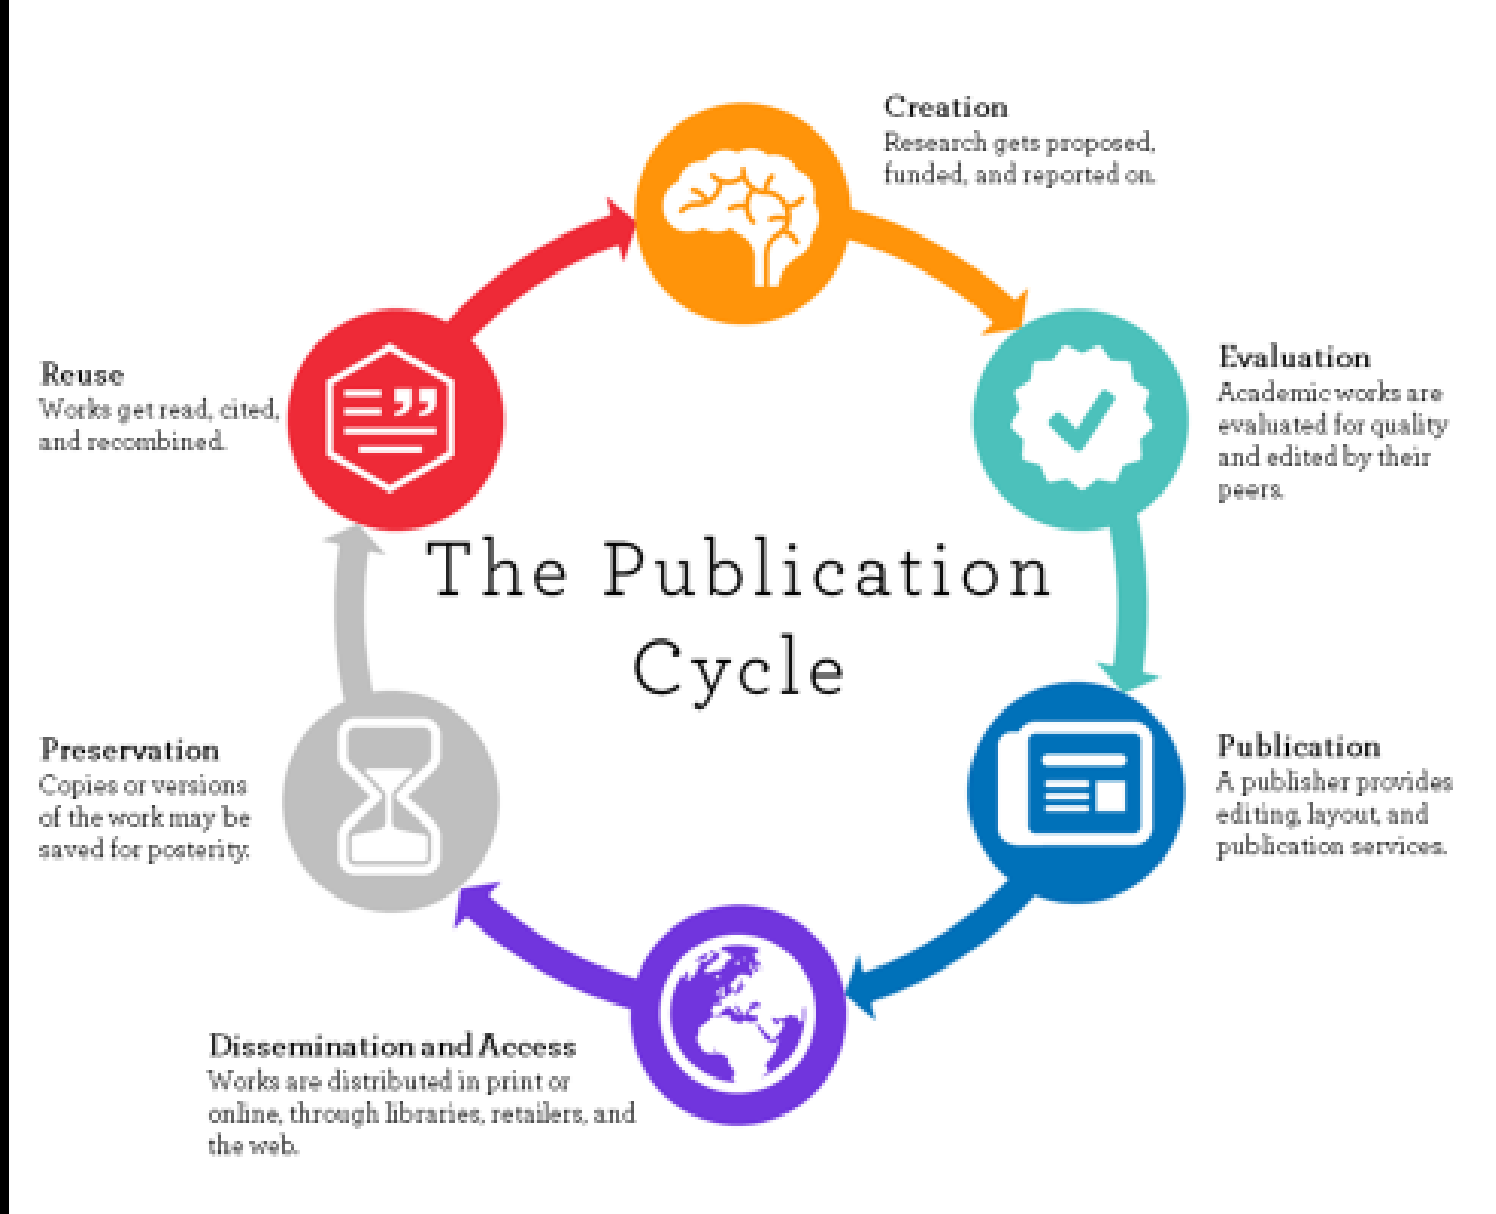 Creation
Research gets proposed,
funded, and reported on.
Evaluation
Academic works are
evaluated for quality
and edited by their
peers.
Publication
A publisher provides
editing, layout, and
publication services.
Dissemination and Access
Works are distributed in print or
online, through libraries, retailers, and
the web.
Preservation
Copies or versions
of the work may be
saved for posterity.
Reuse
Works get read, cited,
and recombined.
The Publication
Cycle